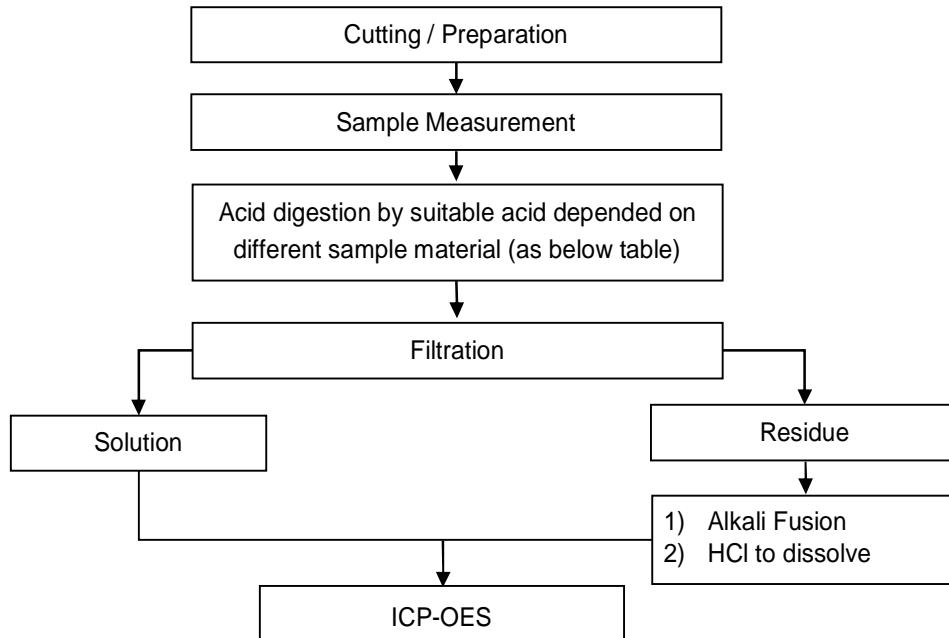 Cutting / Preparation
Sample Measurement
Acid digestion by suitable acid depended on
different sample material (as below table)
Filtration
Solution
Residue
1) Alkali Fusion
2) HCl to dissolve
ICP-OES